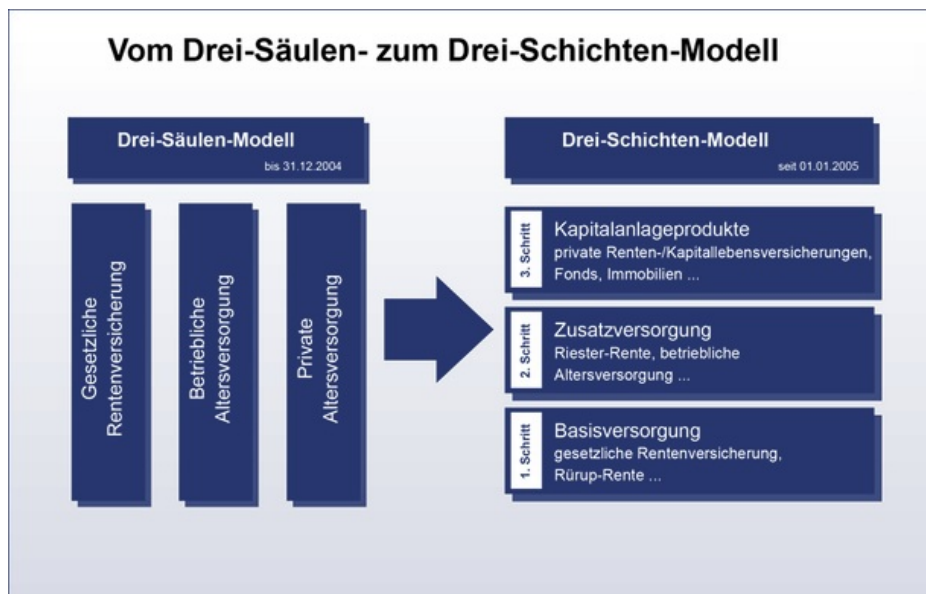 Vom Drei-Säulen- zum Drei-Schichten-Modell
Drei-Säulen-Modell
bis 31.12.2004
Gesetzliche
Rentenversicherung
Betriebliche
Altersversorgung
Private
Altersversorgung
Drei-Schichten-Modell
seit 01.01.2005
3. Schritt
Kapitalanlageprodukte
private Renten-/Kapitallebensversicherungen,
Fonds, Immobilien ...
2. Schritt
Zusatzversorgung
Riester-Rente, betriebliche
Altersversorgung ...
1. Schritt
Basisversorgung
gesetzliche Rentenversicherung,
Rürup-Rente ...